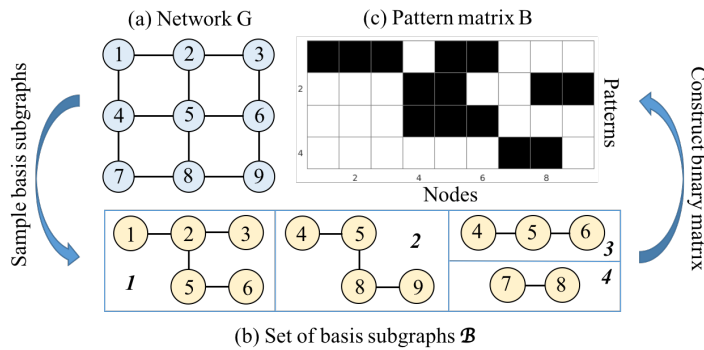 (a) Network G
(c) Pattern matrix B
1 2 3
4 5 6
7 8 9
2
4
2 4 6 8
Nodes
Patterns
Sample basis subgraphs
Construct binary matrix
1 2 3
5 6
1
4 5
8 9
2
4 5 6
3
7 8
4
(b) Set of basis subgraphs ℬ